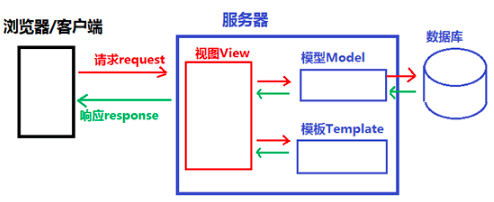 服务器
浏览器/客户端
数据库
请求request
视图View
模型Model
响应response
模板Template